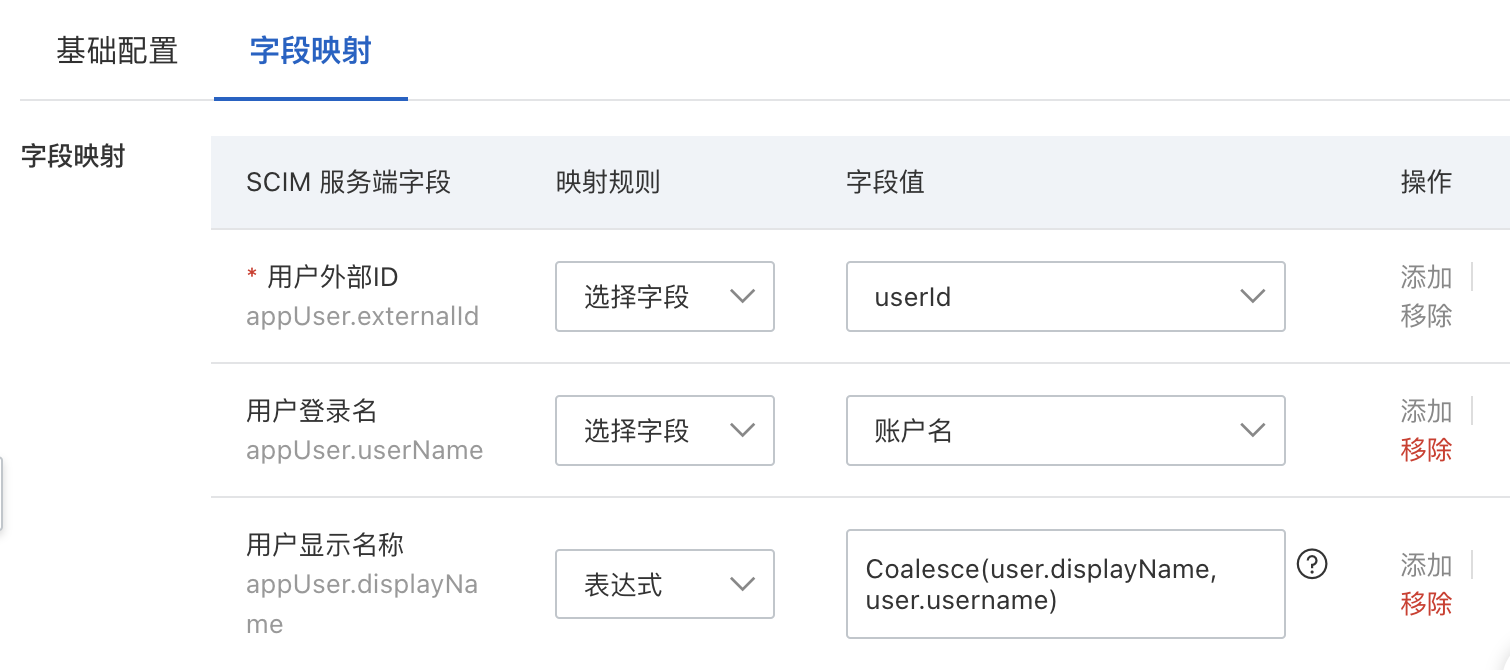 基础配置 字段映射
字段映射
SCIM 服务端字段 映射规则 字段值 操作
* 用户外部ID
appUser.externalId
选择字段
userId
添加
移除
用户登录名
appUser.userName
选择字段
账户名
添加
移除
用户显示名称
appUser.displayNa
me
表达式
Coalesce(user.displayName,
user.username)
?
添加
移除